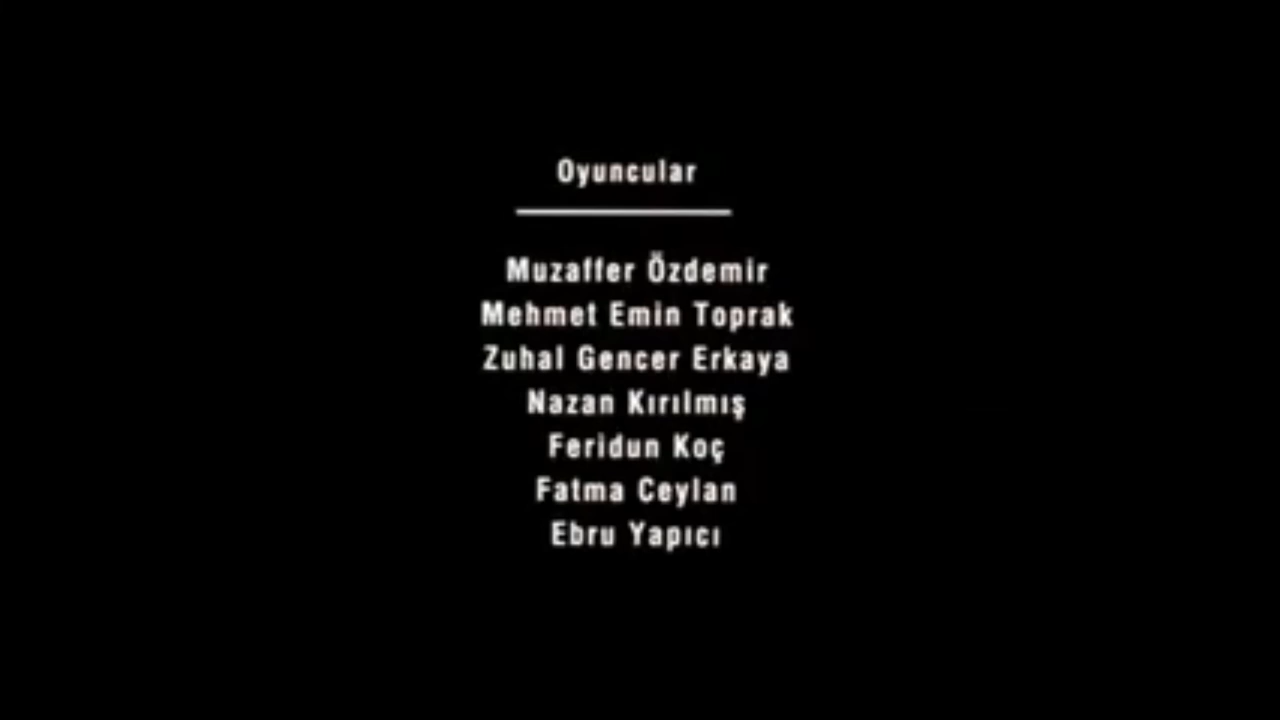 Oyuncular
Muzaffer Özdemir
Mehmet Emin Toprak
Zuhal Gencer Erkaya
Nazan Kırılmış
Feridun Koç
Fatma Ceylan
Ebru Yapıcı